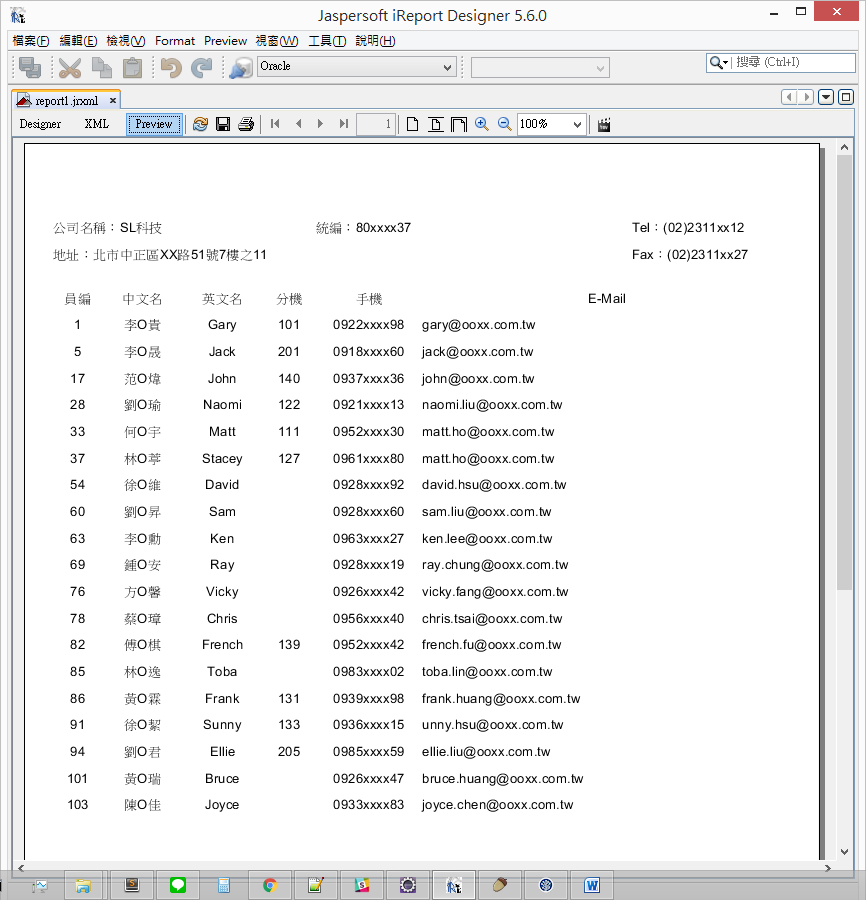 Jaspersoft iReport Designer 5.6.0
檔案(F) 編輯(E) 檢視(V) Format Preview 視窗(W) 工具(T) 說明(H)
Oracle 搜尋 (Ctrl+I)
report1.jrxml ×
Designer XML Preview 1 100%
公司名稱：SL科技 統編：80xxxx37 Tel：(02)2311xx12
地址：北市中正區XX路51號7樓之11 Fax：(02)2311xx27
員編 中文名 英文名 分機 手機 E-Mail
1 李O貴 Gary 101 0922xxxx98 gary@ooxx.com.tw
5 李O晟 Jack 201 0918xxxx60 jack@ooxx.com.tw
17 范O煒 John 140 0937xxxx36 john@ooxx.com.tw
28 劉O瑜 Naomi 122 0921xxxx13 naomi.liu@ooxx.com.tw
33 何O宇 Matt 111 0952xxxx30 matt.ho@ooxx.com.tw
37 林O葶 Stacey 127 0961xxxx80 matt.ho@ooxx.com.tw
54 徐O維 David 0928xxxx92 david.hsu@ooxx.com.tw
60 劉O昇 Sam 0928xxxx60 sam.liu@ooxx.com.tw
63 李O勳 Ken 0963xxxx27 ken.lee@ooxx.com.tw
69 鍾O安 Ray 0928xxxx19 ray.chung@ooxx.com.tw
76 方O馨 Vicky 0926xxxx42 vicky.fang@ooxx.com.tw
78 蔡O璋 Chris 0956xxxx40 chris.tsai@ooxx.com.tw
82 傅O棋 French 139 0952xxxx42 french.fu@ooxx.com.tw
85 林O逸 Toba 0983xxxx02 toba.lin@ooxx.com.tw
86 黃O霖 Frank 131 0939xxxx98 frank.huang@ooxx.com.tw
91 徐O絜 Sunny 133 0936xxxx15 unny.hsu@ooxx.com.tw
94 劉O君 Ellie 205 0985xxxx59 ellie.liu@ooxx.com.tw
101 黃O瑞 Bruce 0926xxxx47 bruce.huang@ooxx.com.tw
103 陳O佳 Joyce 0933xxxx83 joyce.chen@ooxx.com.tw